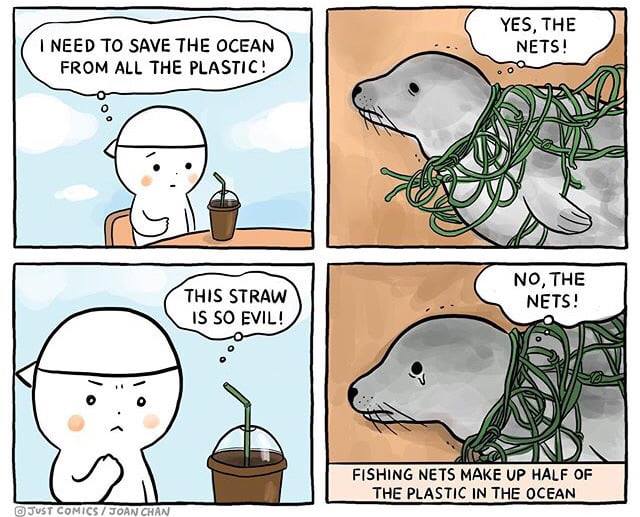 I NEED TO SAVE THE OCEAN
FROM ALL THE PLASTIC!
YES, THE
NETS!
THIS STRAW
IS SO EVIL!
NO, THE
NETS!
FISHING NETS MAKE UP HALF OF
THE PLASTIC IN THE OCEAN
@JUST COMICS / JOAN CHAN